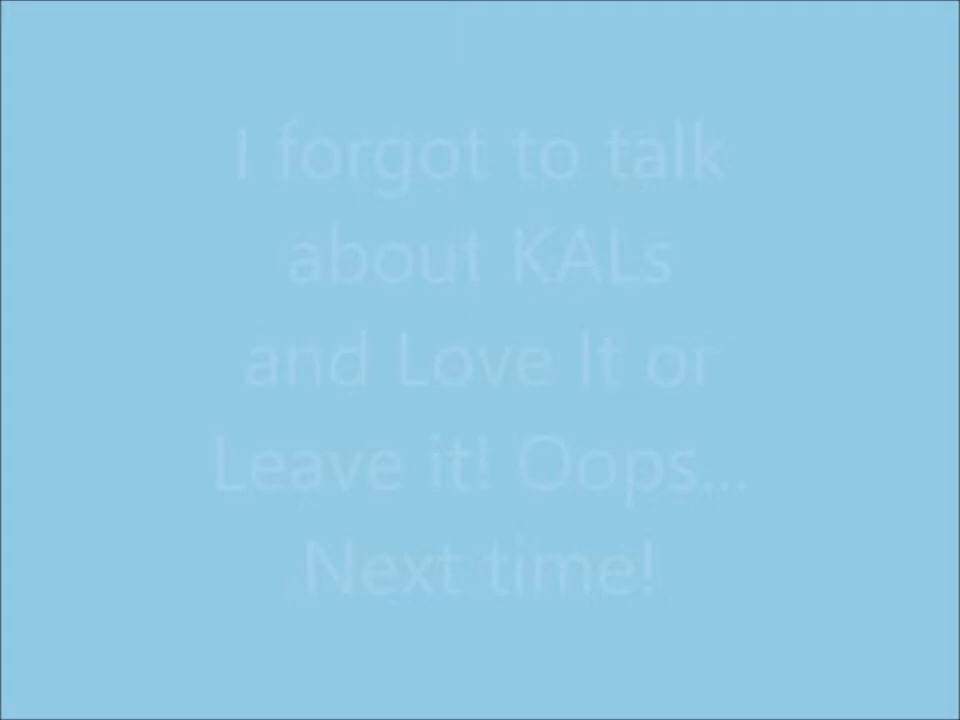 I forgot to talk
about KALs
and Love It or
Leave it! Oops...
Next time!